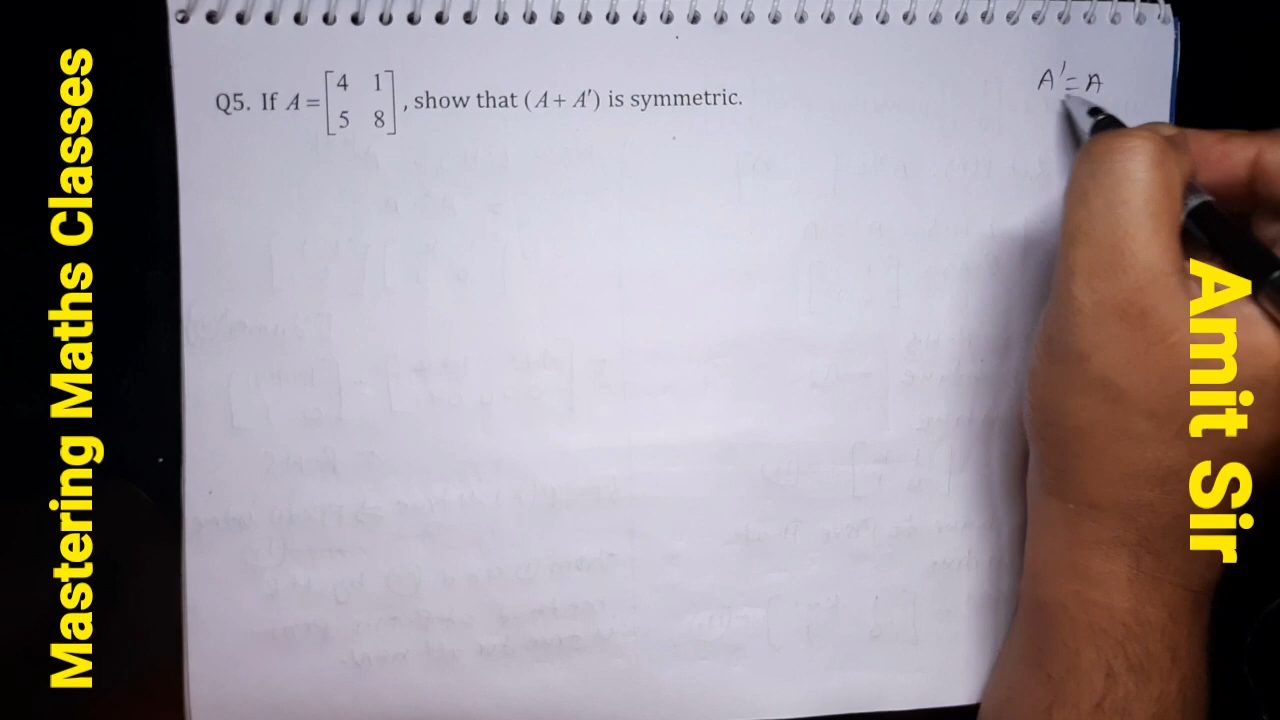 Mastering Maths Classes
Q5. If A = [4 1
5 8], show that (A + A′) is symmetric.
A' = A
Amit Sir